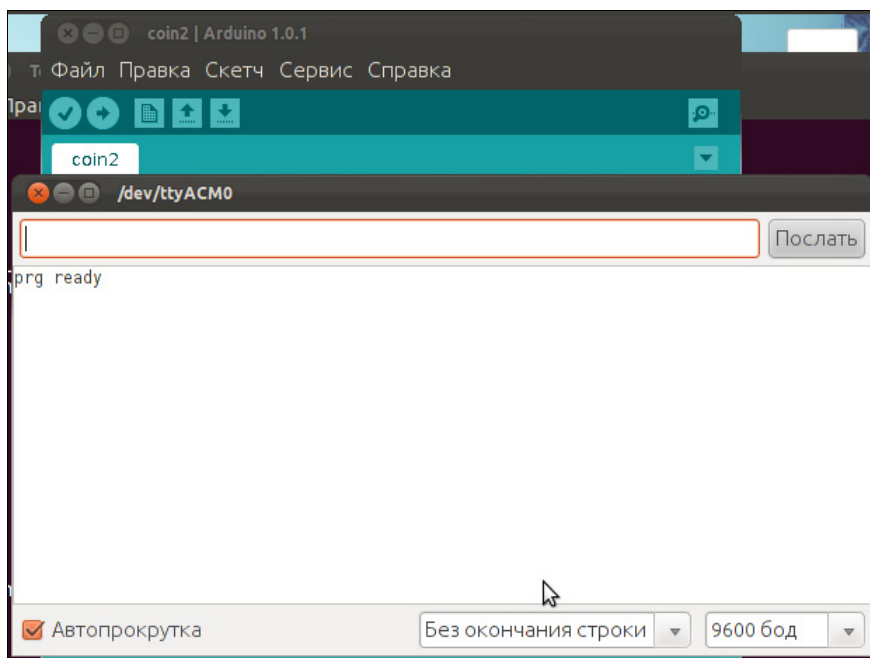 coin2 | Arduino 1.0.1
Файл Правка Скетч Сервис Справка
coin2
/dev/ttyACM0
Послать
prg ready
Автопрокрутка
Без окончания строки
9600 бод